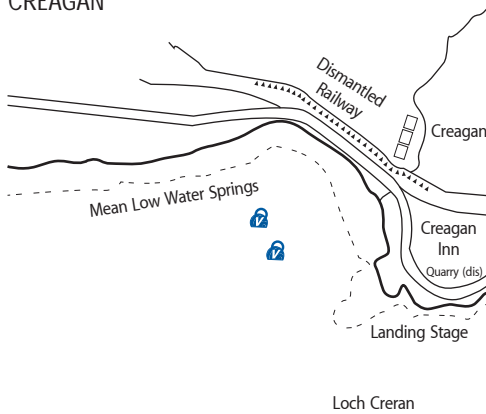 CREAGAN
Dismantled
Railway
Creagan
Mean Low Water Springs
V
V
Creagan
Inn
Quarry (dis)
Landing Stage
Loch Creran